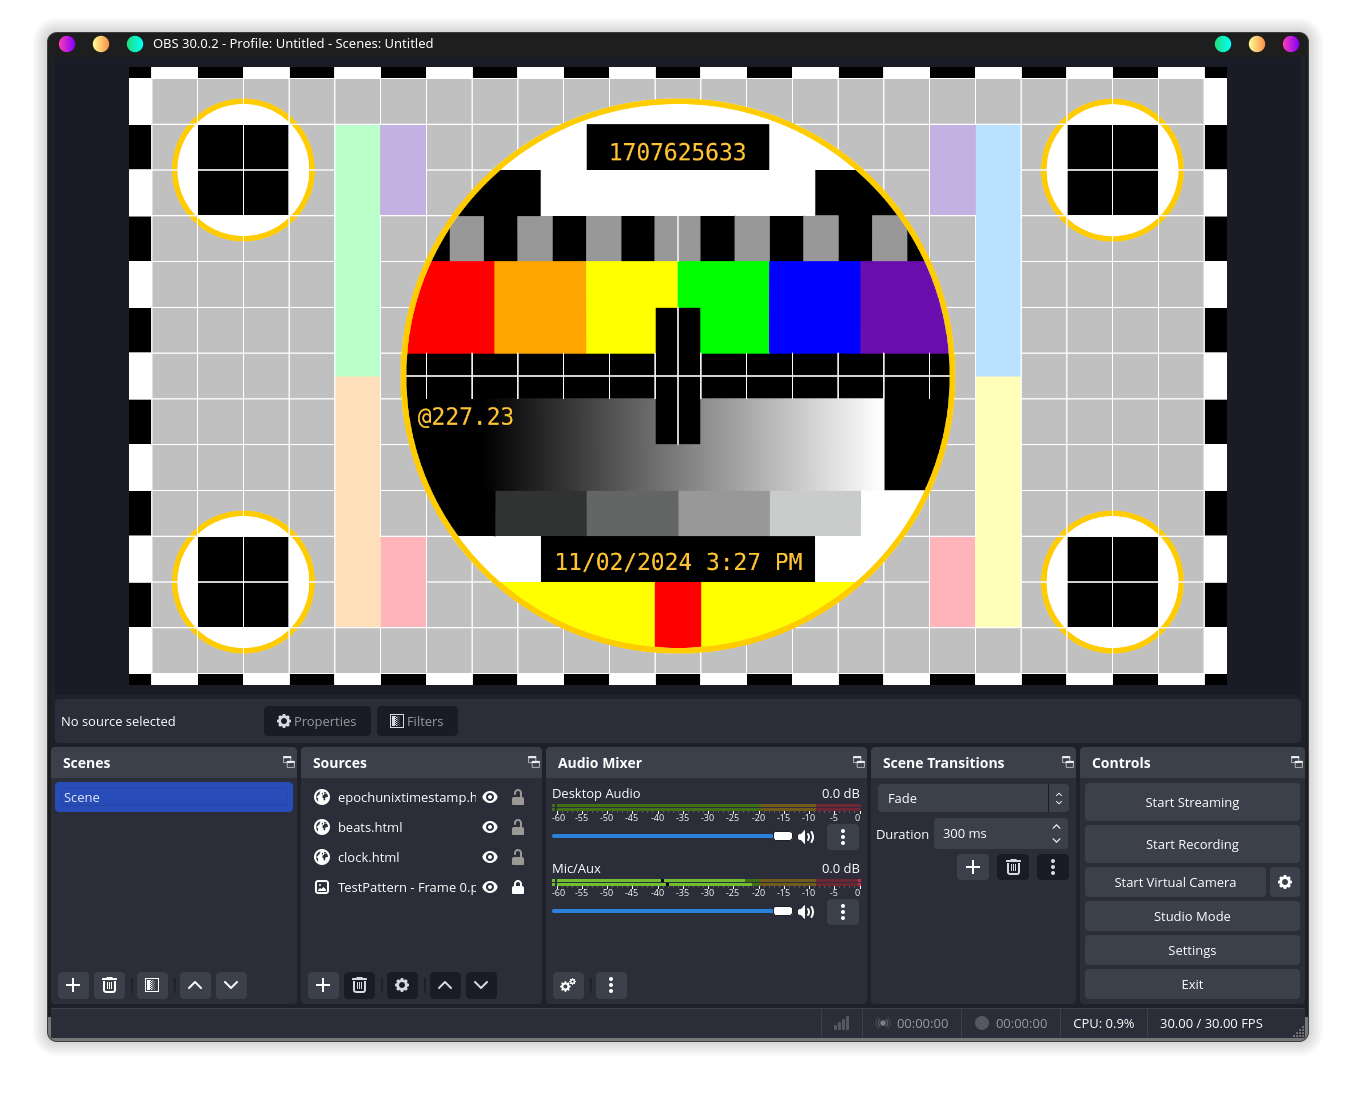 OBS 30.0.2 - Profile: Untitled - Scenes: Untitled
1707625633
@227.23
11/02/2024 3:27 PM
No source selected
Properties
Filters
Scenes
Scene
Sources
epochunixtimestamp.h
beats.html
clock.html
TestPattern - Frame 0.p
Audio Mixer
Desktop Audio 0.0 dB
-60 -55 -50 -45 -40 -35 -30 -25 -20 -15 -10 -5 0
Mic/Aux 0.0 dB
-60 -55 -50 -45 -40 -35 -30 -25 -20 -15 -10 -5 0
Scene Transitions
Fade
Duration 300 ms
Controls
Start Streaming
Start Recording
Start Virtual Camera
Studio Mode
Settings
Exit
00:00:00 00:00:00 CPU: 0.9% 30.00 / 30.00 FPS